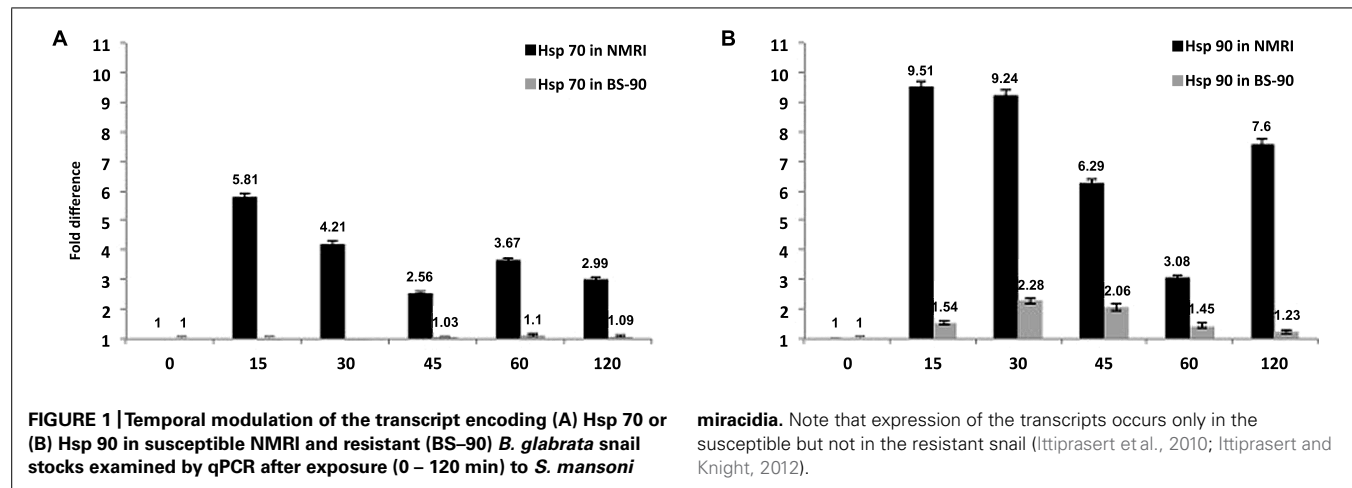 A
Hsp 70 in NMRI
Hsp 70 in BS-90
Fold difference
11
10
9
8
7
6
5
4
3
2
1
1 1
5.81
4.21
2.56
1.03
3.67
1.1
2.99
1.09
0 15 30 45 60 120
B
Hsp 90 in NMRI
Hsp 90 in BS-90
11
10
9
8
7
6
5
4
3
2
1
1 1
9.51
1.54
9.24
2.28
6.29
2.06
3.08
1.45
7.6
1.23
0 15 30 45 60 120
FIGURE 1 | Temporal modulation of the transcript encoding (A) Hsp 70 or
(B) Hsp 90 in susceptible NMRI and resistant (BS–90) B. glabrata snail
stocks examined by qPCR after exposure (0 – 120 min) to S. mansoni
miracidia. Note that expression of the transcripts occurs only in the
susceptible but not in the resistant snail (Ittiprasert et al., 2010; Ittiprasert and
Knight, 2012).